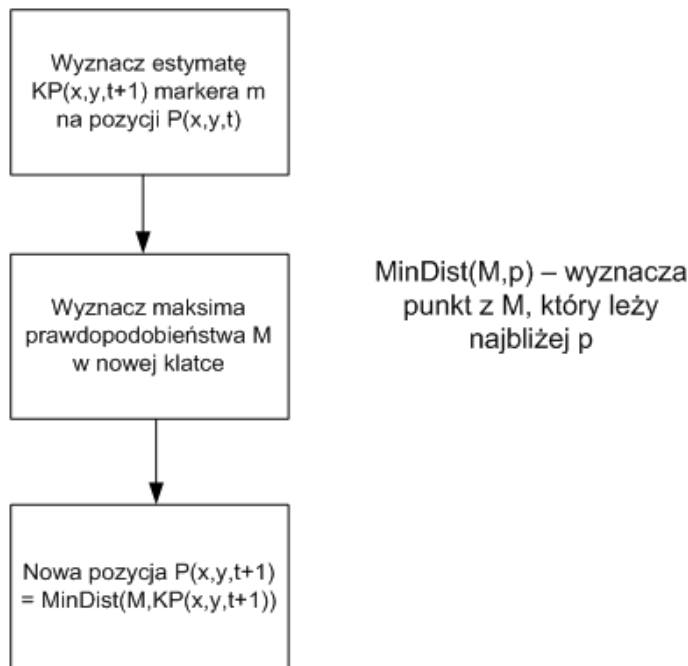 Wyznacz estymatę
KP(x,y,t+1) markera m
na pozycji P(x,y,t)
Wyznacz maksima
prawdopodobieństwa M
w nowej klatce
MinDist(M,p) – wyznacza
punkt z M, który leży
najbliżej p
Nowa pozycja P(x,y,t+1)
= MinDist(M,KP(x,y,t+1))